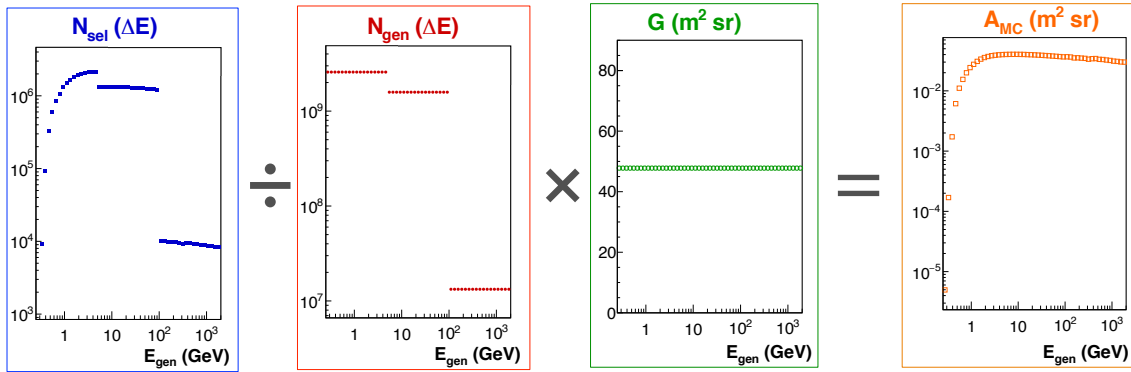 N_sel (ΔE)
10^6
10^5
10^4
10^3
1 10 10^2 10^3
E_gen (GeV)
÷
N_gen (ΔE)
10^9
10^8
10^7
1 10 10^2 10^3
E_gen (GeV)
×
G (m^2 sr)
80
60
40
20
0
1 10 10^2 10^3
E_gen (GeV)
=
A_MC (m^2 sr)
10^−2
10^−3
10^−4
10^−5
1 10 10^2 10^3
E_gen (GeV)